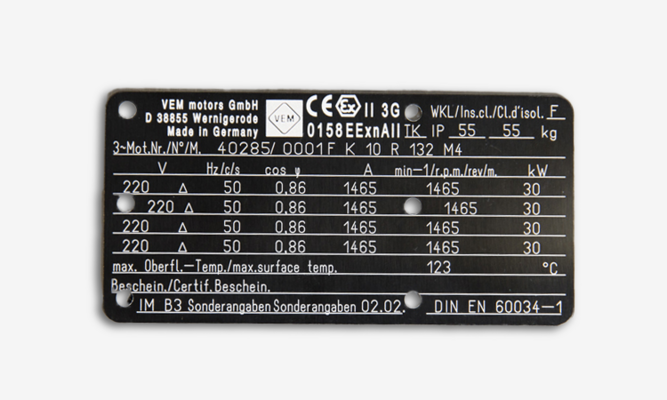 VEM motors GmbH
D 38855 Wernigerode
Made in Germany
VEM
CE Ex II 3G
0158EExnAII
WKL/Ins.cl./Cl.d'isol. F
TK IP 55 55 kg
3~Mot.Nr./N°/M. 40285/ 0001F K 10 R 132 M4
V Hz/c/s cos φ A min-1/r.p.m./rev/m. kW
220 Δ 50 0.86 1465 1465 30
220 Δ 50 0.86 1465 1465 30
220 Δ 50 0.86 1465 1465 30
220 Δ 50 0.86 1465 1465 30
max. Oberfl.—Temp./max.surface temp. 123 °C
Beschein./Certif.Beschein.
IM B3 Sonderangaben Sonderangaben 02.02. DIN EN 60034—1